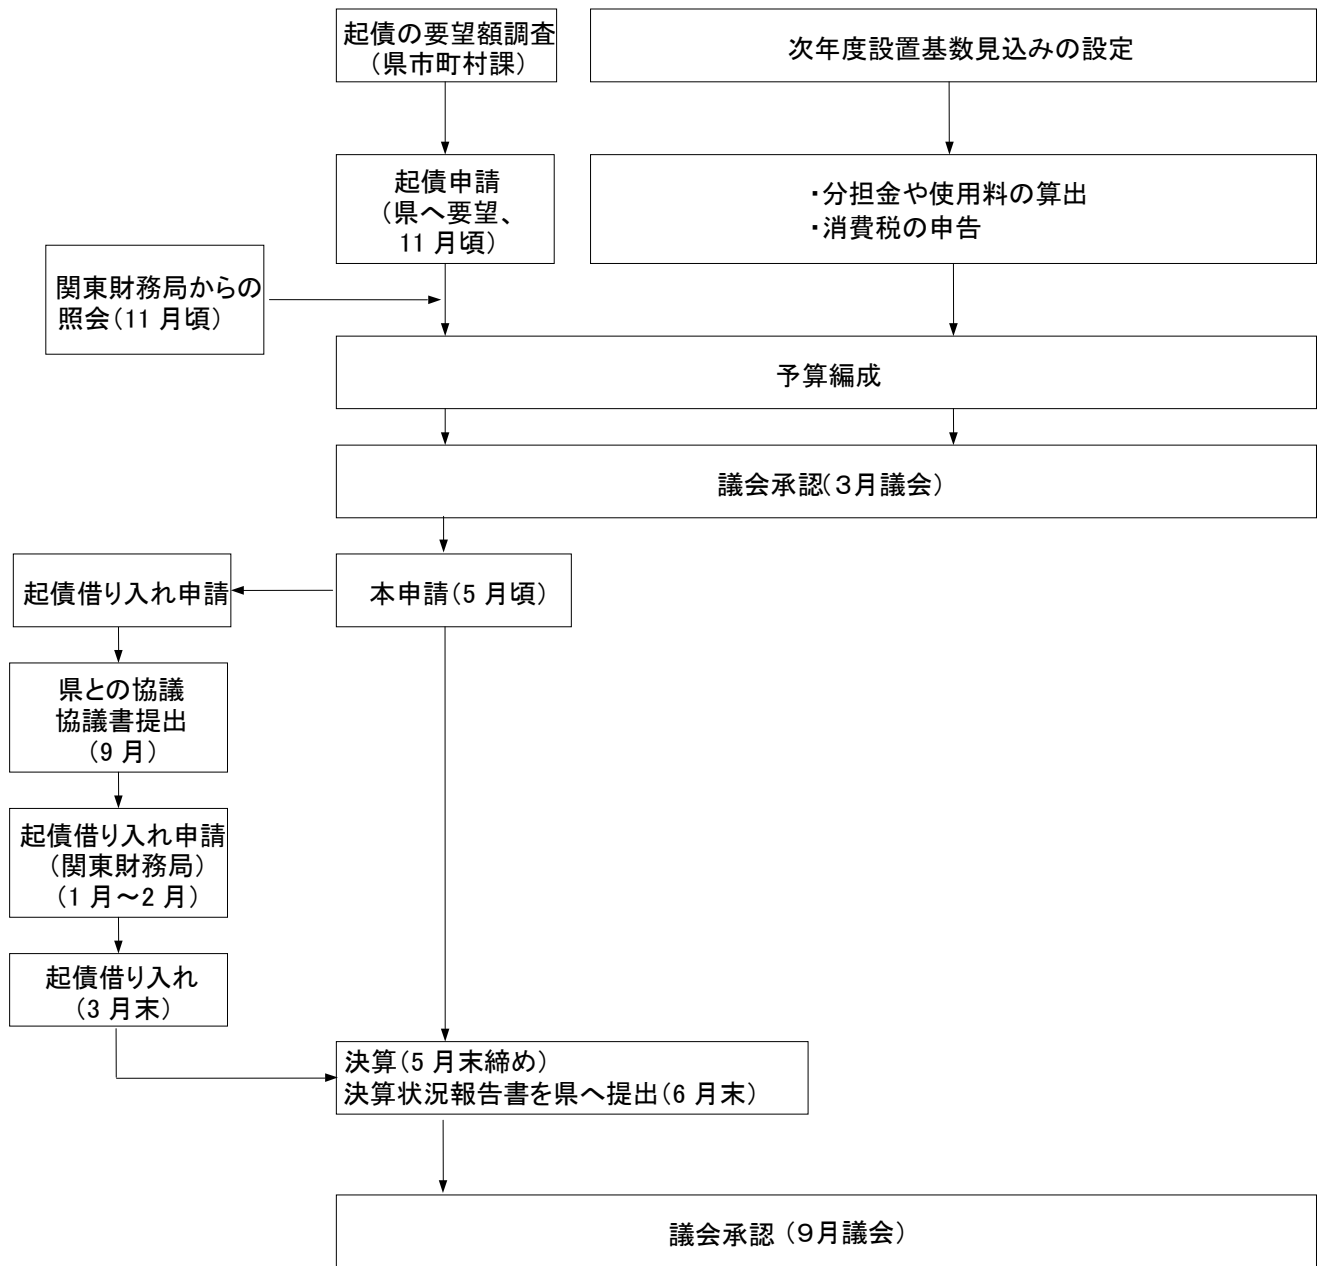 起債の要望額調査
（県市町村課）
次年度設置基数見込みの設定
起債申請
（県へ要望、
11 月頃）
・分担金や使用料の算出
・消費税の申告
関東財務局からの
照会（11 月頃）
予算編成
議会承認（３月議会）
起債借り入れ申請
本申請（5 月頃）
県との協議
協議書提出
（9 月）
起債借り入れ申請
（関東財務局）
（1 月～2 月）
起債借り入れ
（3 月末）
決算（5 月末締め）
決算状況報告書を県へ提出（6 月末）
議会承認（９月議会）